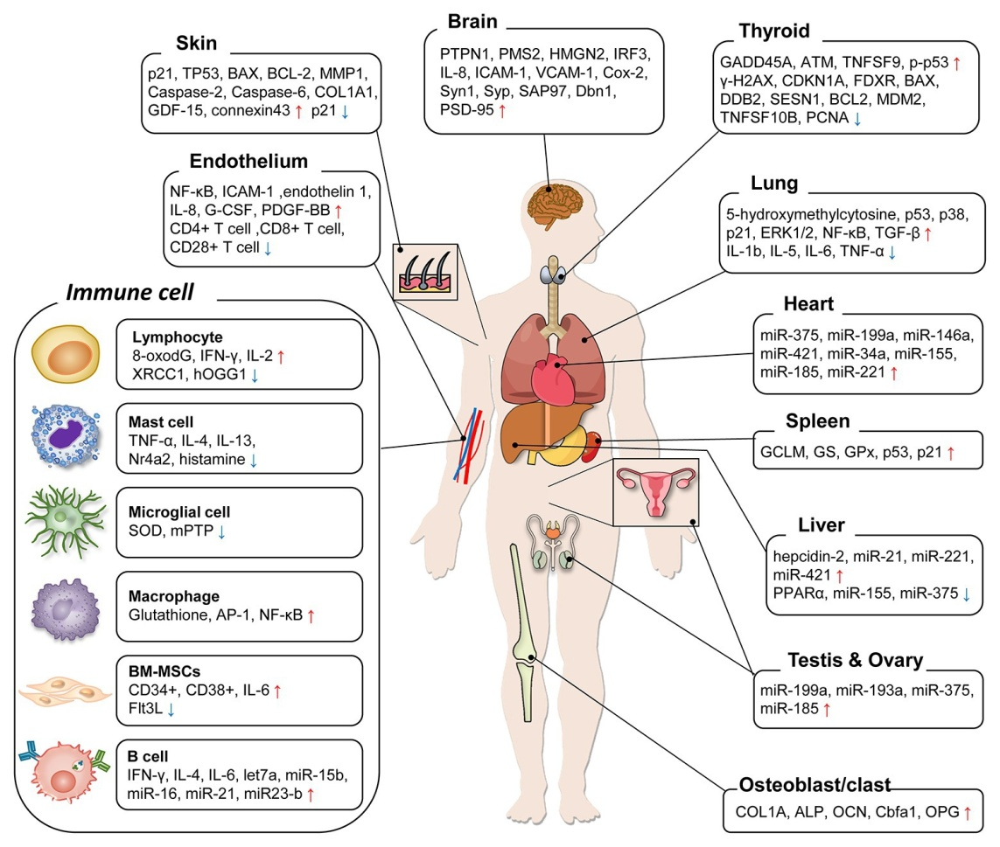 Skin
p21, TP53, BAX, BCL-2, MMP1,
Caspase-2, Caspase-6, COL1A1,
GDF-15, connexin43 ↑ p21 ↓
Brain
PTPN1, PMS2, HMGN2, IRF3,
IL-8, ICAM-1, VCAM-1, Cox-2,
Syn1, Syp, SAP97, Dbn1,
PSD-95 ↑
Thyroid
GADD45A, ATM, TNFSF9, p-p53 ↑
γ-H2AX, CDKN1A, FDXR, BAX,
DDB2, SESN1, BCL2, MDM2,
TNFSF10B, PCNA ↓
Endothelium
NF-κB, ICAM-1 ,endothelin 1,
IL-8, G-CSF, PDGF-BB ↑
CD4+ T cell ,CD8+ T cell,
CD28+ T cell ↓
Lung
5-hydroxymethylcytosine, p53, p38,
p21, ERK1/2, NF-κB, TGF-β ↑
IL-1b, IL-5, IL-6, TNF-α ↓
Immune cell
Lymphocyte
8-oxodG, IFN-γ, IL-2 ↑
XRCC1, hOGG1 ↓
Mast cell
TNF-α, IL-4, IL-13,
Nr4a2, histamine ↓
Microglial cell
SOD, mPTP ↓
Macrophage
Glutathione, AP-1, NF-κB ↑
BM-MSCs
CD34+, CD38+, IL-6 ↑
Flt3L ↓
B cell
IFN-γ, IL-4, IL-6, let7a, miR-15b,
miR-16, miR-21, miR23-b ↑
Heart
miR-375, miR-199a, miR-146a,
miR-421, miR-34a, miR-155,
miR-185, miR-221 ↑
Spleen
GCLM, GS, GPx, p53, p21 ↑
Liver
hepcidin-2, miR-21, miR-221,
miR-421 ↑
PPARα, miR-155, miR-375 ↓
Testis & Ovary
miR-199a, miR-193a, miR-375,
miR-185 ↑
Osteoblast/clast
COL1A, ALP, OCN, Cbfa1, OPG ↑